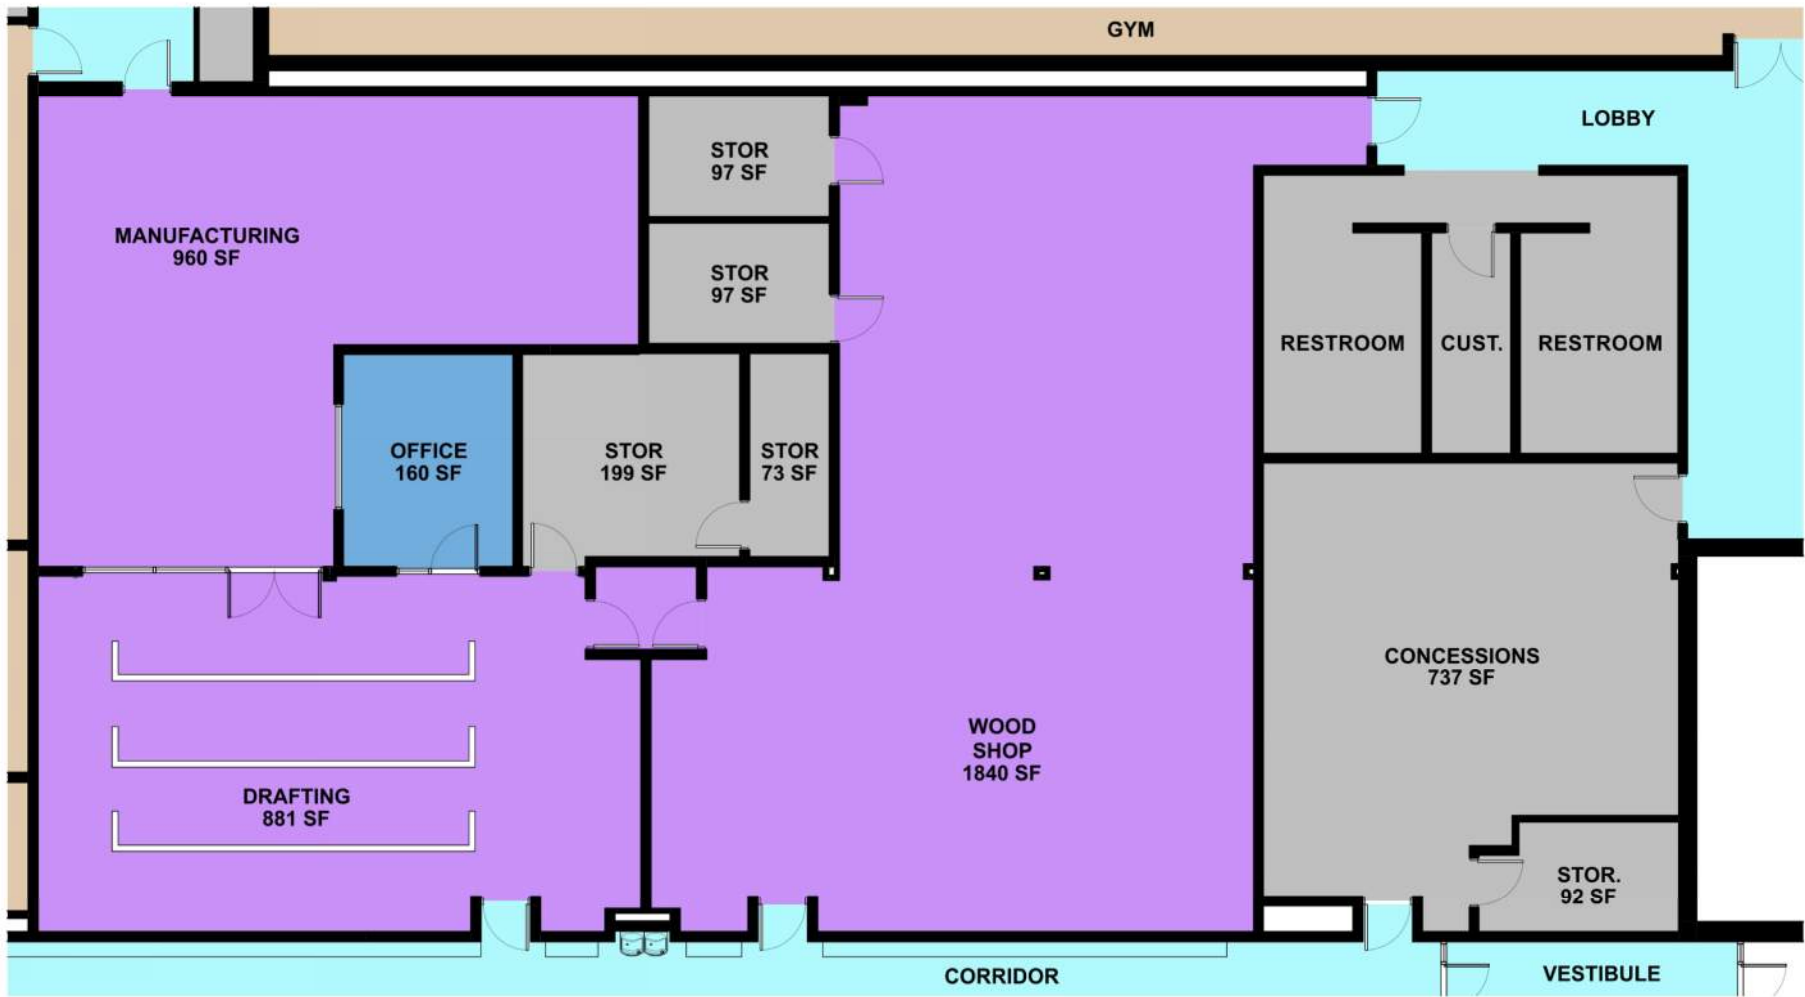 GYM
LOBBY
STOR
97 SF
MANUFACTURING
960 SF
STOR
97 SF
RESTROOM
CUST.
RESTROOM
OFFICE
160 SF
STOR
199 SF
STOR
73 SF
CONCESSIONS
737 SF
WOOD
SHOP
1840 SF
DRAFTING
881 SF
STOR.
92 SF
CORRIDOR
VESTIBULE